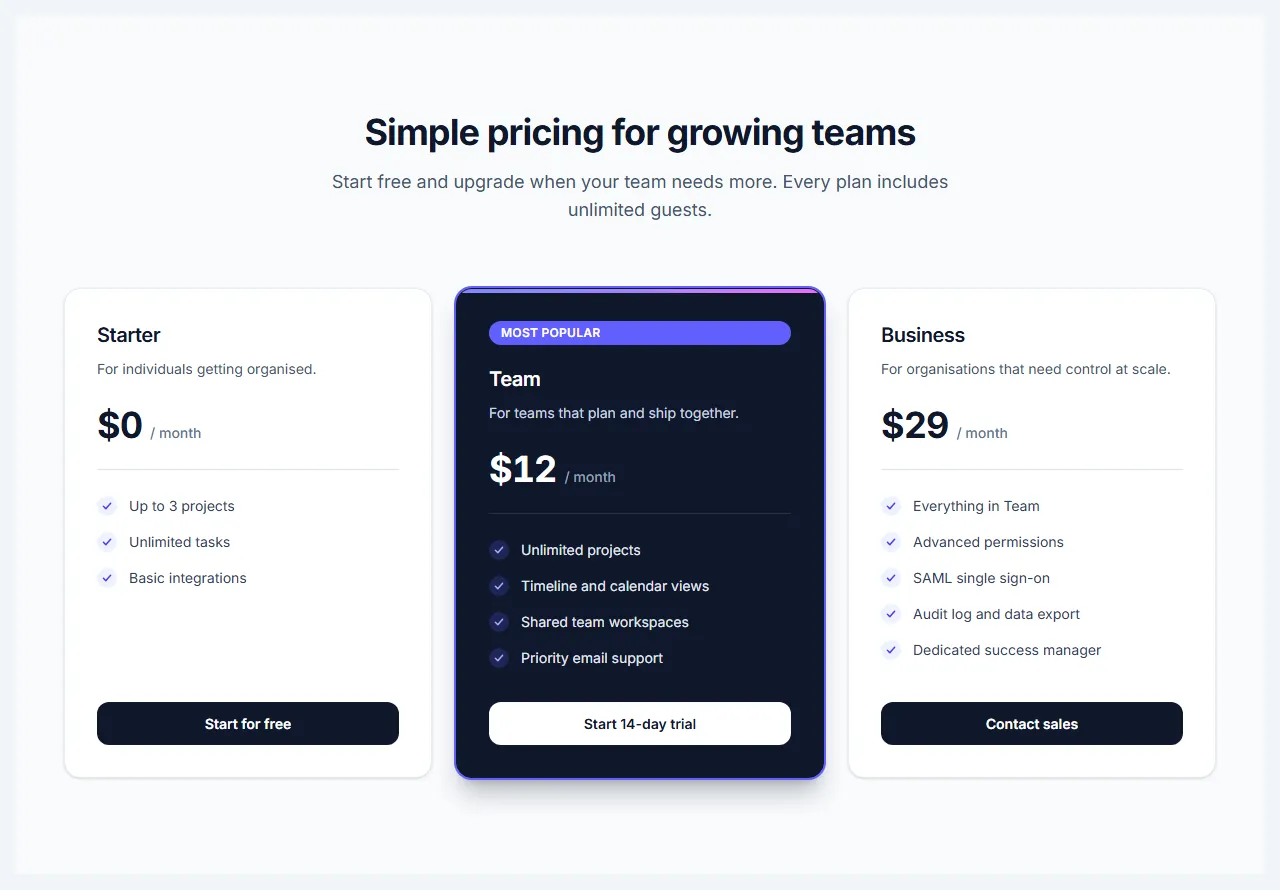 Simple pricing for growing teams
Start free and upgrade when your team needs more. Every plan includes
unlimited guests.
Starter
For individuals getting organised.
$0 / month
Up to 3 projects
Unlimited tasks
Basic integrations
Start for free
MOST POPULAR
Team
For teams that plan and ship together.
$12 / month
Unlimited projects
Timeline and calendar views
Shared team workspaces
Priority email support
Start 14-day trial
Business
For organisations that need control at scale.
$29 / month
Everything in Team
Advanced permissions
SAML single sign-on
Audit log and data export
Dedicated success manager
Contact sales